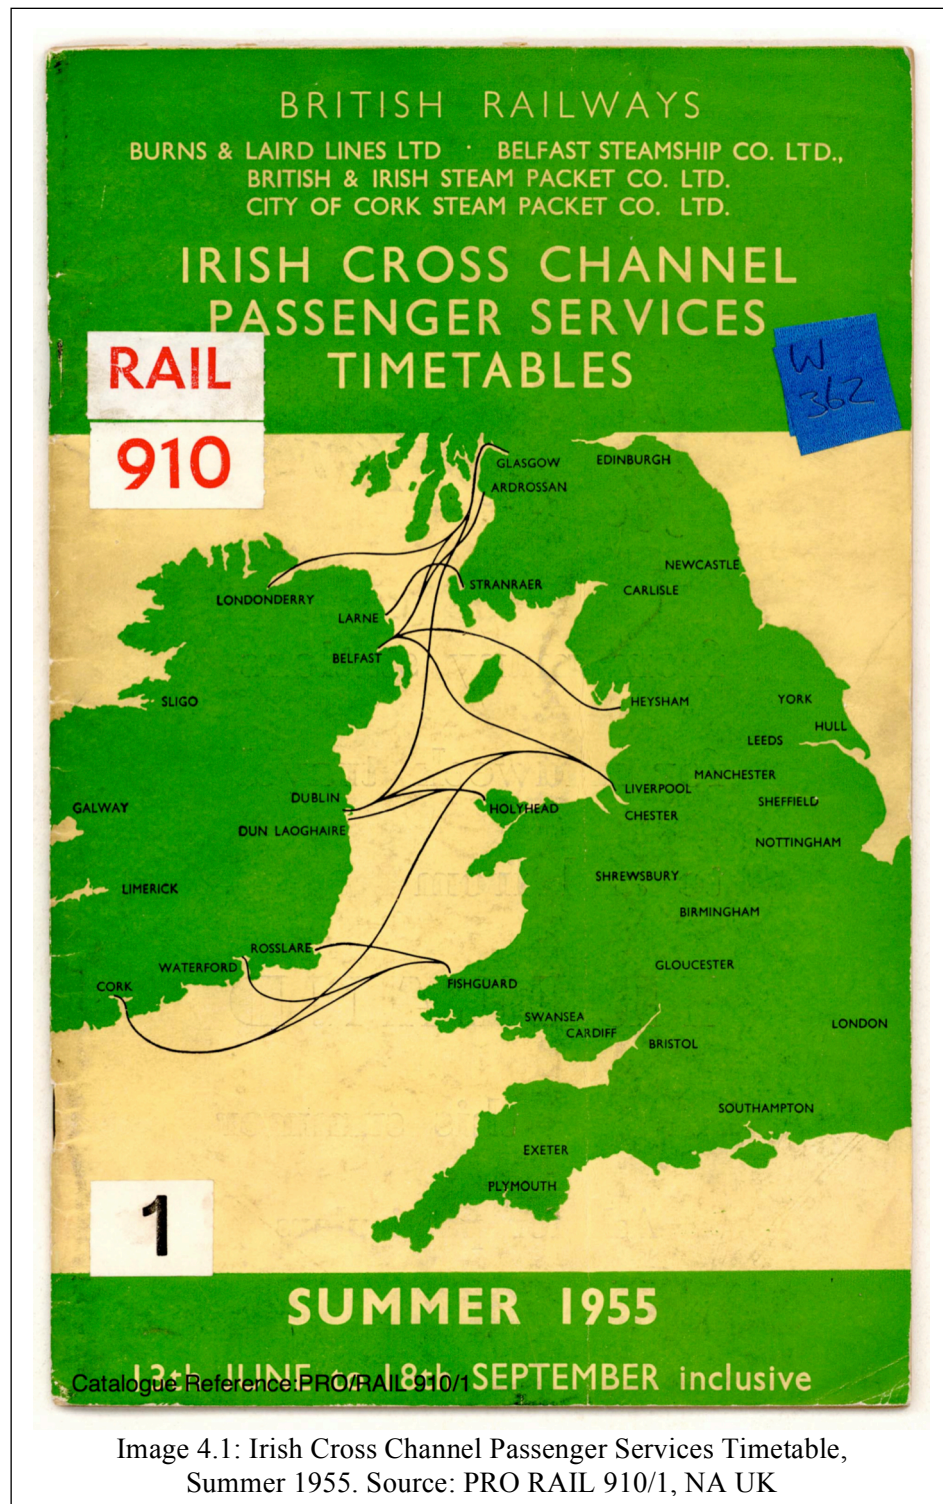 BRITISH RAILWAYS
BURNS & LAIRD LINES LTD · BELFAST STEAMSHIP CO. LTD.,
BRITISH & IRISH STEAM PACKET CO. LTD.
CITY OF CORK STEAM PACKET CO. LTD.
IRISH CROSS CHANNEL
PASSENGER SERVICES
TIMETABLES
RAIL
910
W
362
GLASGOW
EDINBURGH
ARDROSSAN
NEWCASTLE
STRANRAER
CARLISLE
LONDONDERRY
LARNE
BELFAST
SLIGO
HEYSHAM
YORK
HULL
LEEDS
MANCHESTER
LIVERPOOL
SHEFFIELD
DUBLIN
GALWAY
HOLYHEAD
CHESTER
DUN LAOGHAIRE
NOTTINGHAM
SHREWSBURY
LIMERICK
BIRMINGHAM
ROSSLARE
WATERFORD
GLOUCESTER
CORK
FISHGUARD
SWANSEA
CARDIFF
LONDON
BRISTOL
SOUTHAMPTON
EXETER
PLYMOUTH
1
SUMMER 1955
13th JUNE to 18th SEPTEMBER inclusive
Catalogue Reference:PRO/RAIL 910/1
Image 4.1: Irish Cross Channel Passenger Services Timetable,
Summer 1955. Source: PRO RAIL 910/1, NA UK